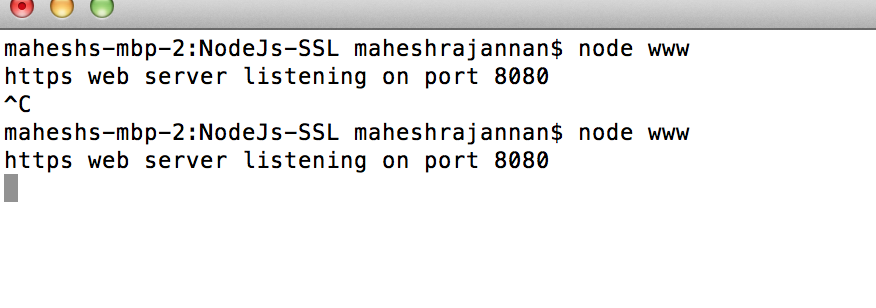 maheshs-mbp-2:NodeJs-SSL maheshrajannan$ node www
https web server listening on port 8080
^C
maheshs-mbp-2:NodeJs-SSL maheshrajannan$ node www
https web server listening on port 8080